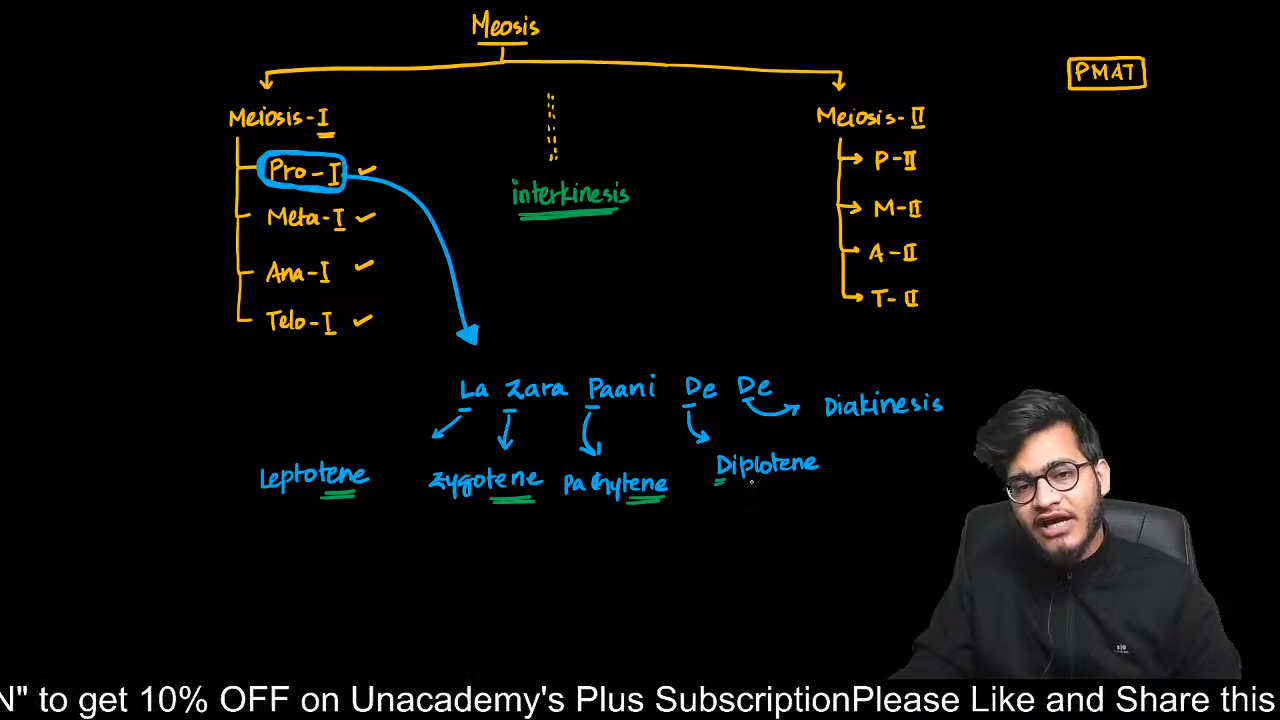 Meosis
PMAT
Meiosis-I
Pro-I
Meta-I
Ana-I
Telo-I
interkinesis
Meiosis-II
P-II
M-II
A-II
T-II
La Zara Paani De De
Diakinesis
Leptotene
Zygotene
Pachytene
Diplotene
N" to get 10% OFF on Unacademy's Plus SubscriptionPlease Like and Share this